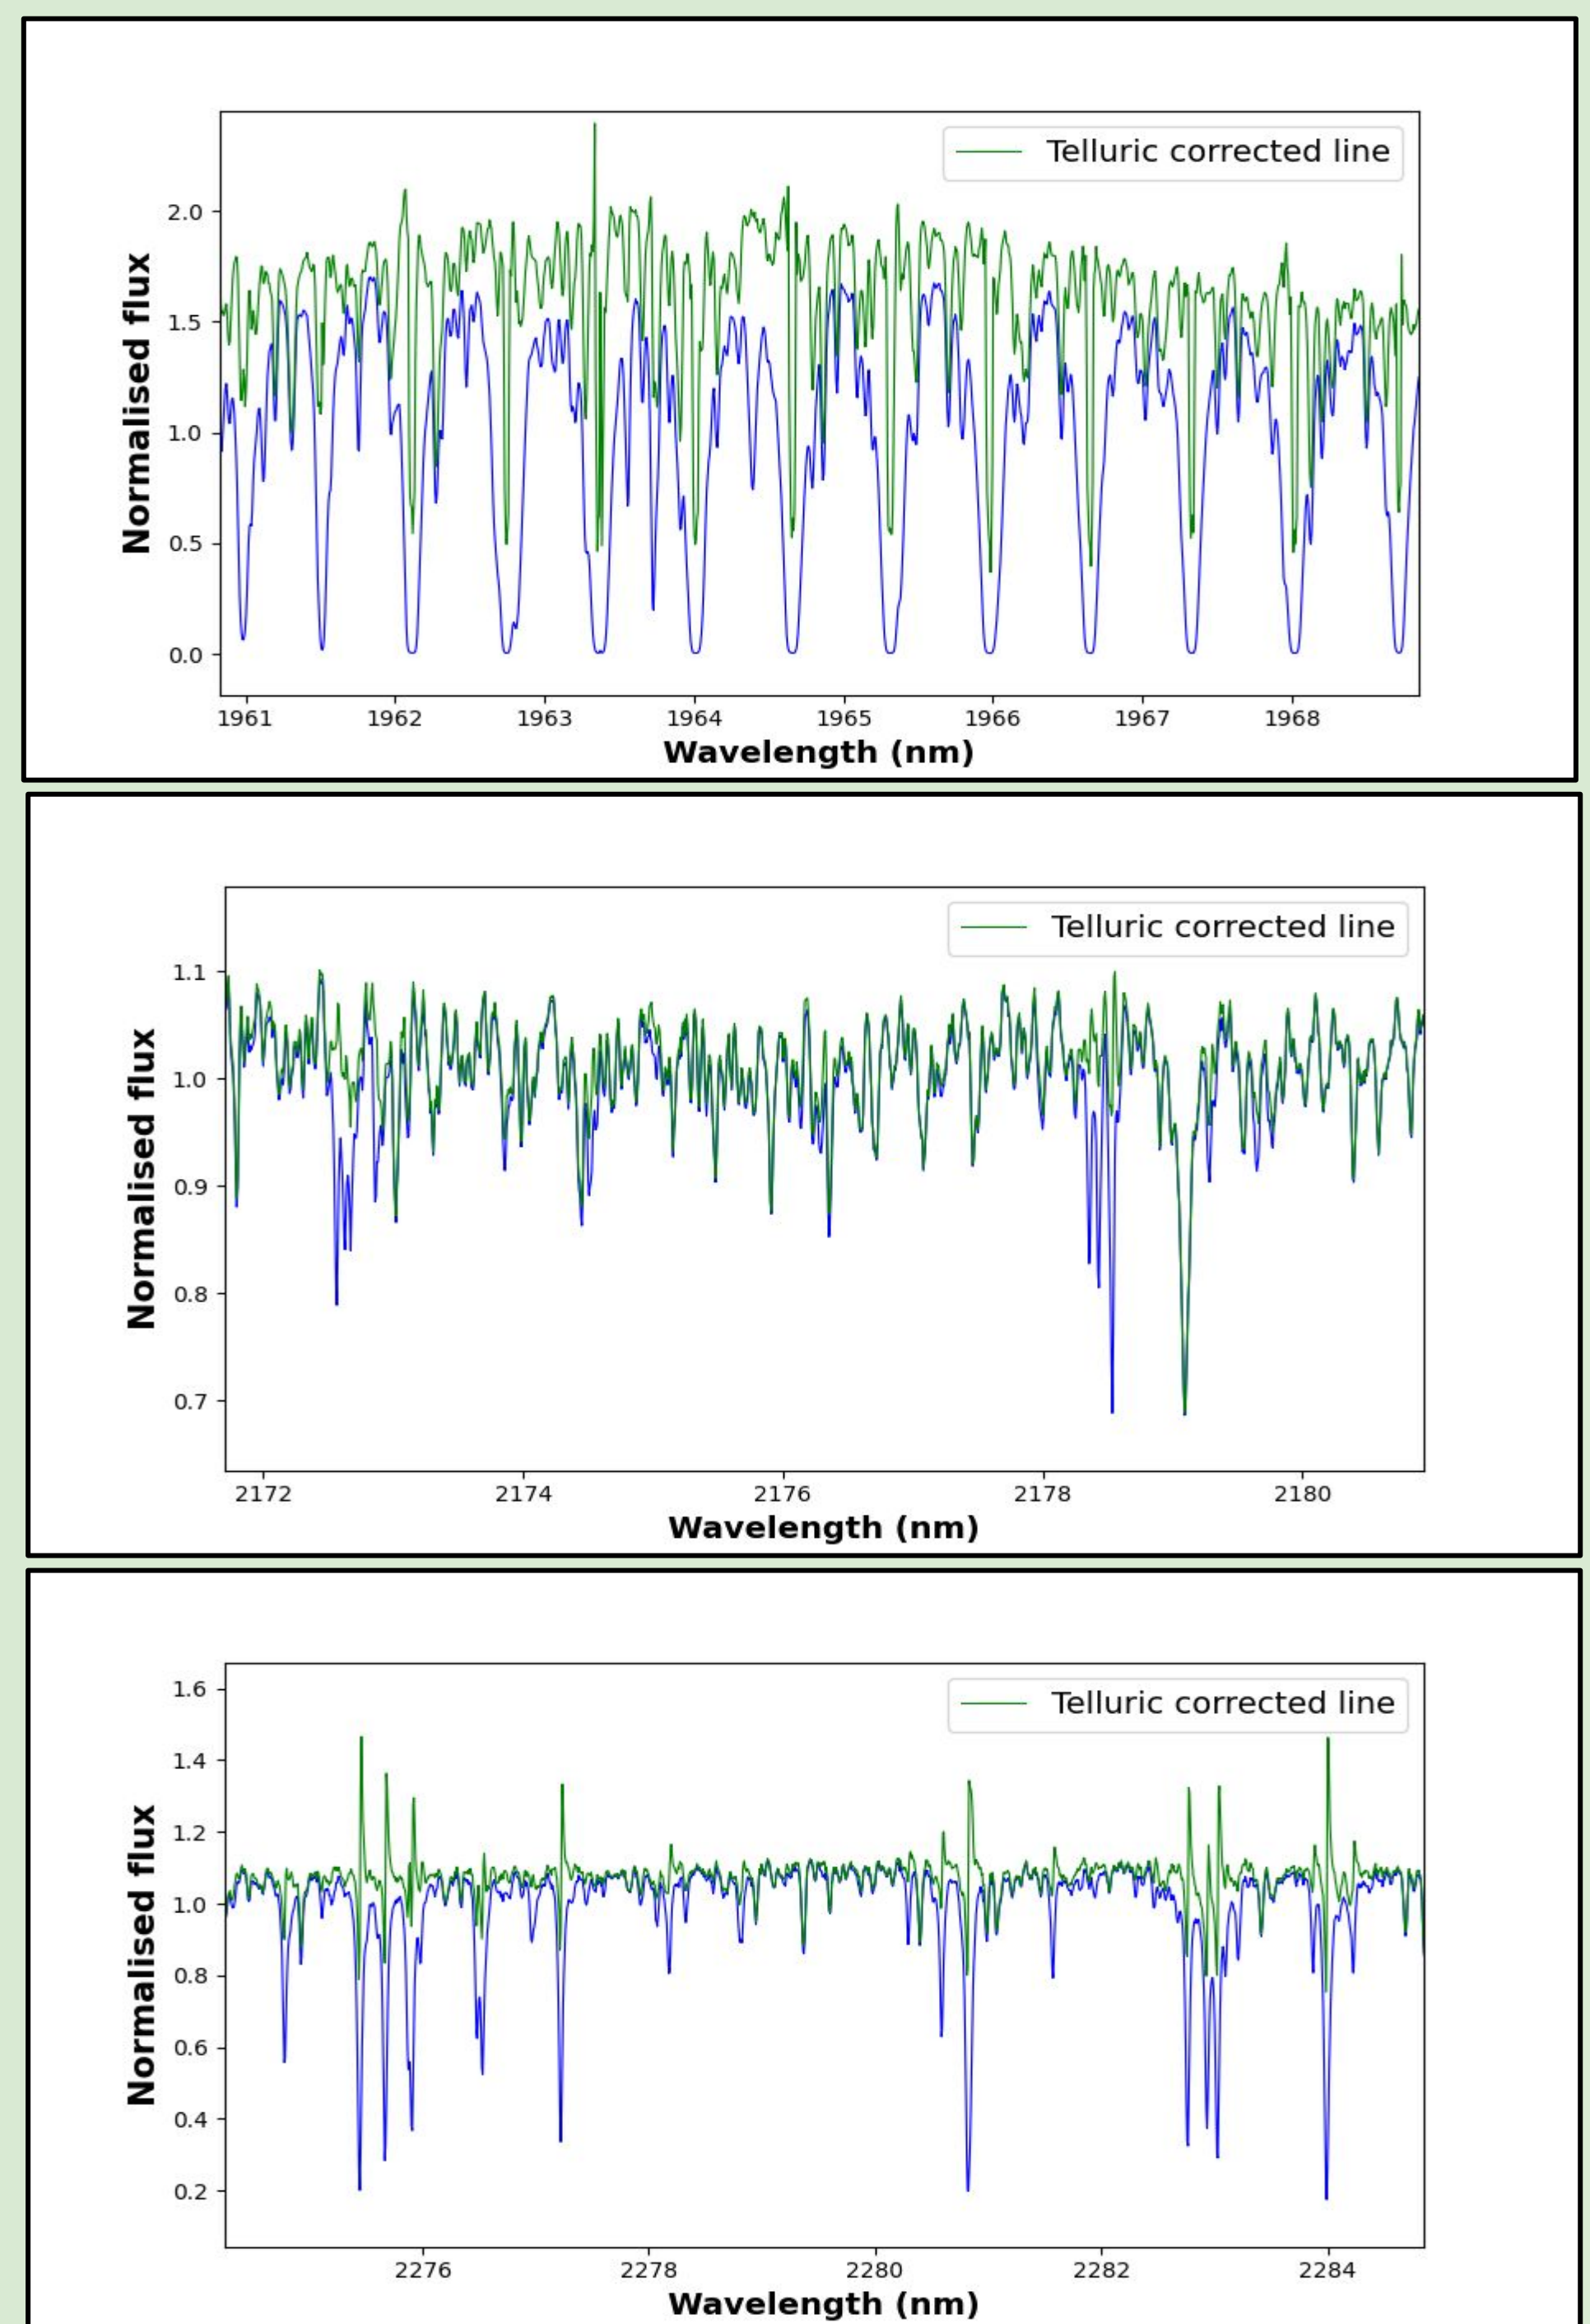 Telluric corrected line
2.0
1.5
1.0
0.5
0.0
Normalised flux
1961 1962 1963 1964 1965 1966 1967 1968
Wavelength (nm)
Telluric corrected line
1.1
1.0
0.9
0.8
0.7
Normalised flux
2172 2174 2176 2178 2180
Wavelength (nm)
Telluric corrected line
1.6
1.4
1.2
1.0
0.8
0.6
0.4
0.2
Normalised flux
2276 2278 2280 2282 2284
Wavelength (nm)